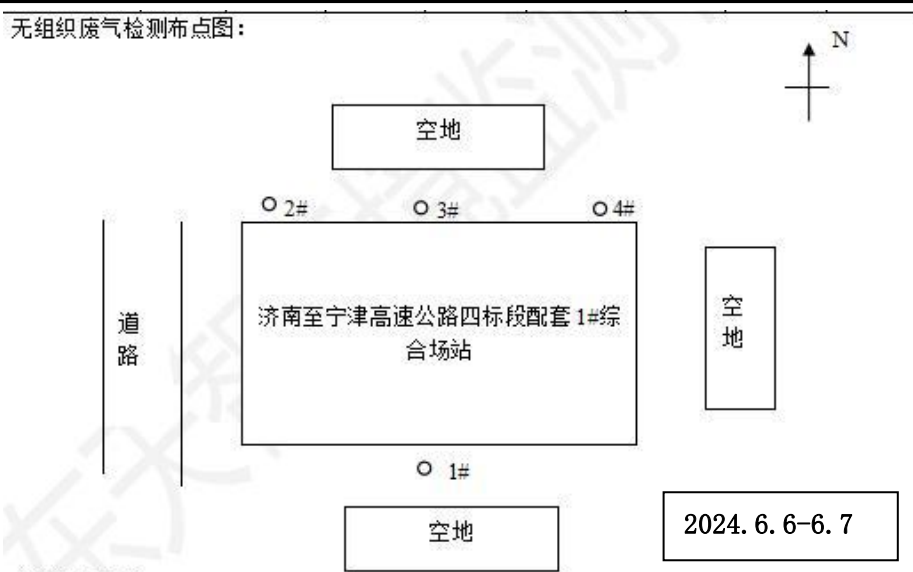 无组织废气检测布点图：
N
空地
2#
3#
4#
道路
济南至宁津高速公路四标段配套 1#综
合场站
空地
1#
空地
2024.6.6-6.7